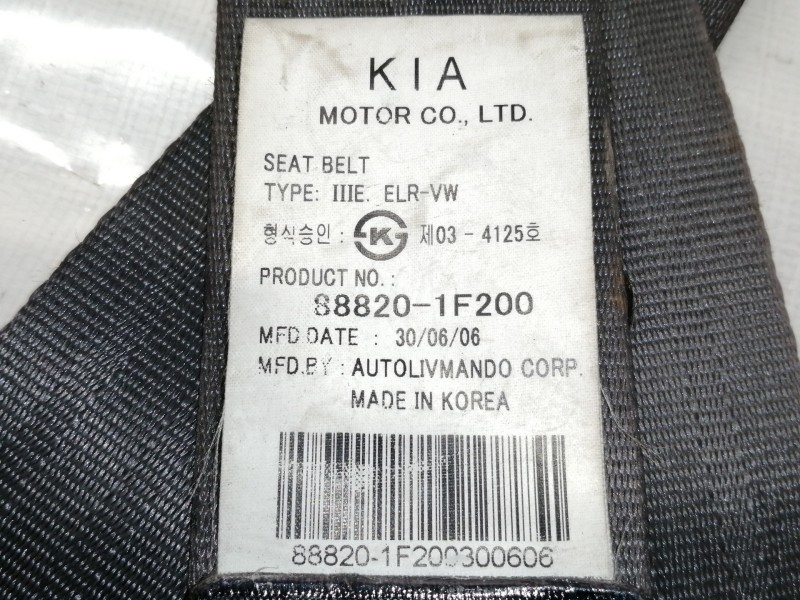 KIA
MOTOR CO., LTD.
SEAT BELT
TYPE: IIIE. ELR-VW
형식승인 : K 제03 - 4125호
PRODUCT NO. :
88820-1F200
MFD DATE : 30/06/06
MFD.BY : AUTOLIVMANDO CORP.
MADE IN KOREA
88820-1F200300606